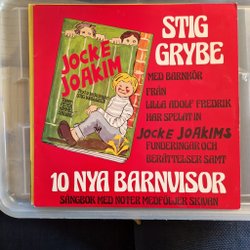 STIG
GRYBE
JOCKE
JOAKIM
MED BARNKÖR
FRÅN
LILLA ADOLF FREDRIK
HAR SPELAT IN
JOCKE JOAKIMS
FUNDERINGAR OCH
BERÄTTELSER SAMT
10 NYA BARNVISOR
SÅNGBOK MED NOTER MEDFÖLJER SKIVAN